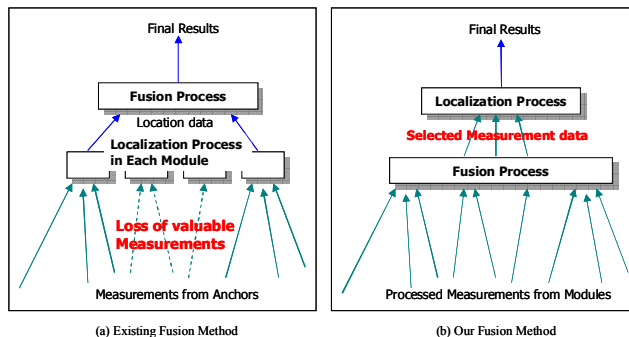 Final Results
Fusion Process
Location data
Localization Process
in Each Module
Loss of valuable
Measurements
Measurements from Anchors
(a) Existing Fusion Method
Final Results
Localization Process
Selected Measurement data
Fusion Process
Processed Measurements from Modules
(b) Our Fusion Method